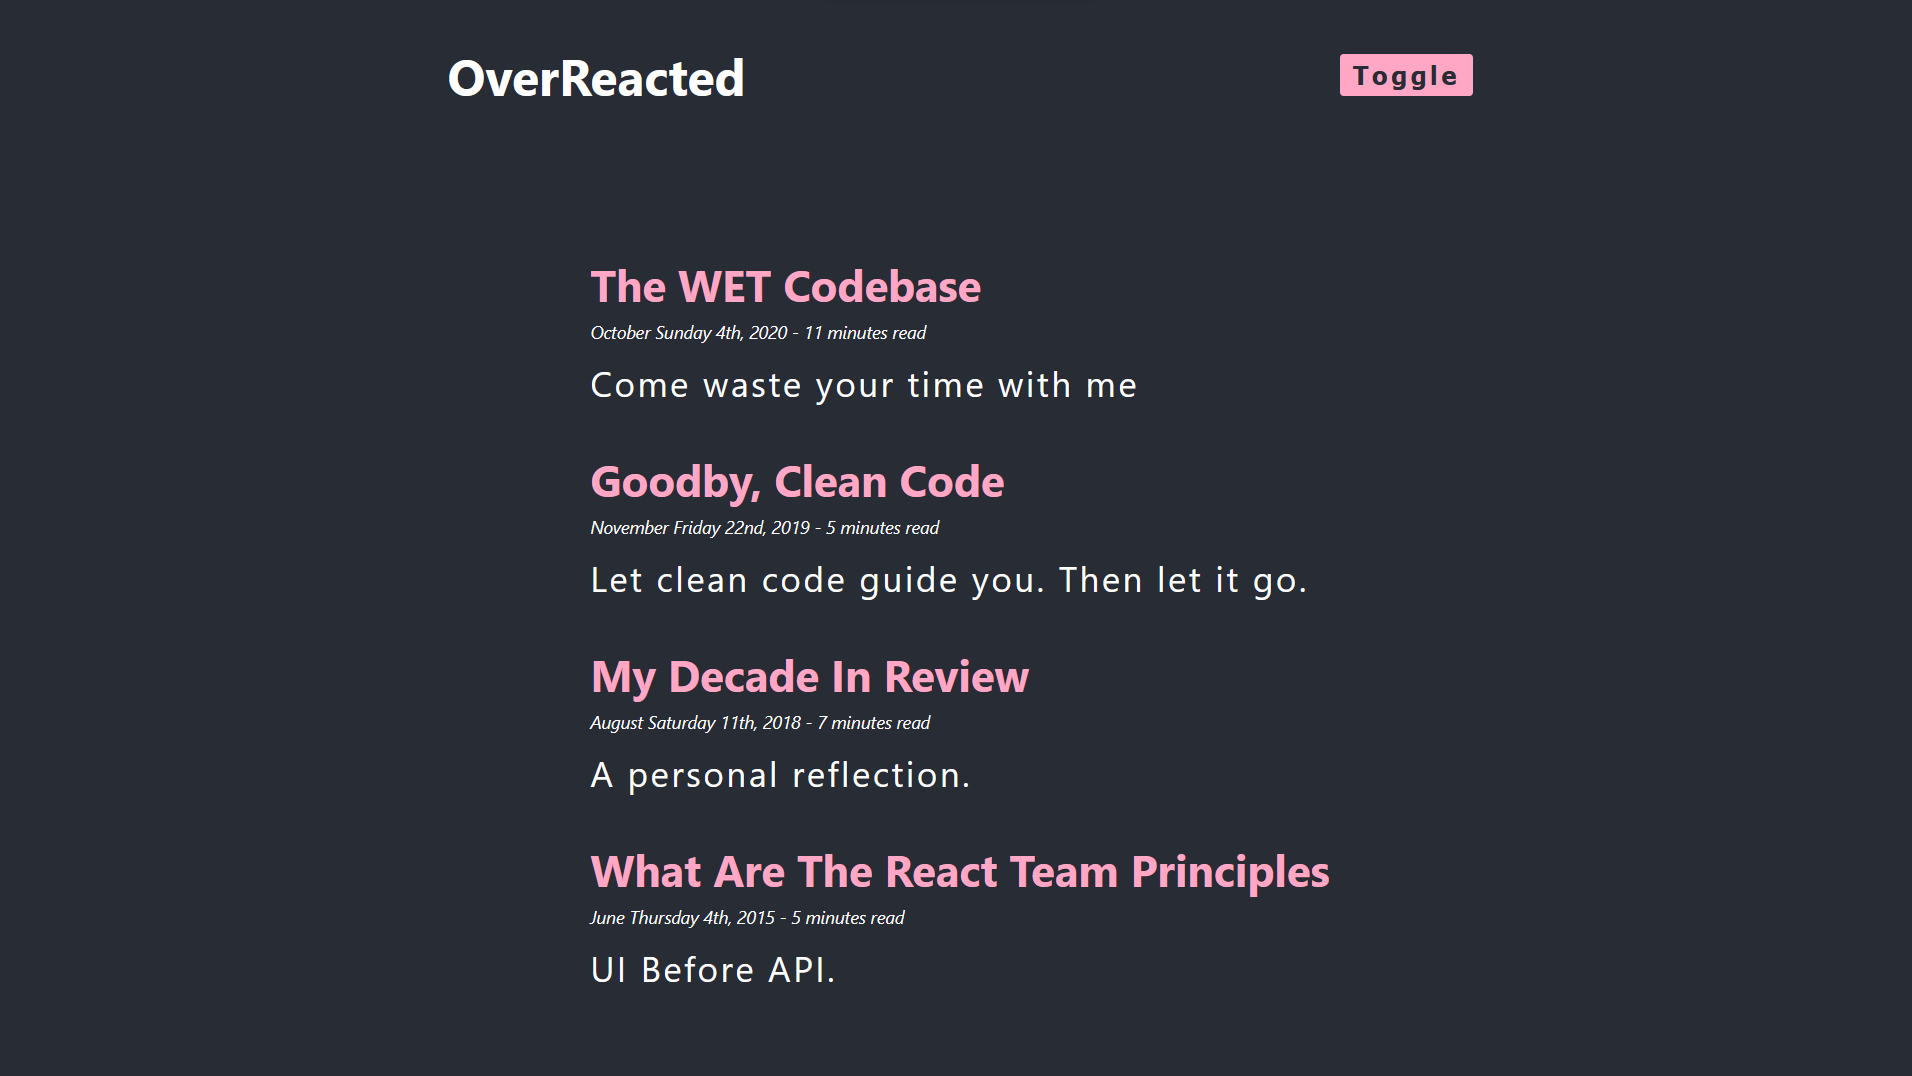 OverReacted
Toggle
The WET Codebase
October Sunday 4th, 2020 - 11 minutes read
Come waste your time with me
Goodby, Clean Code
November Friday 22nd, 2019 - 5 minutes read
Let clean code guide you. Then let it go.
My Decade In Review
August Saturday 11th, 2018 - 7 minutes read
A personal reflection.
What Are The React Team Principles
June Thursday 4th, 2015 - 5 minutes read
UI Before API.